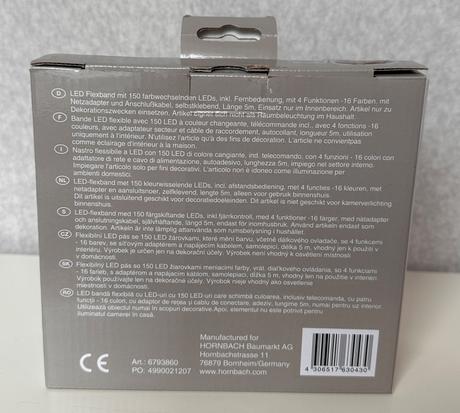 D LED Flexband mit 150 farbwechselnden LEDs, inkl. Fernbedienung, mit 4 Funktionen -16 Farben, mit
Netzadapter und Anschlußkabel, selbstklebend, Länge 5m, Einsatz nur im Innenbereich. Artikel nur zu
Dekorationszwecken einsetzen. Artikel eignet sich nicht als Raumbeleuchtung im Haushalt.
F Bande LED flexible avec 150 LED à couleur changeante, télécommande incl., avec 4 fonctions -16
couleurs, avec adaptateur secteur et câble de raccordement, autocollant, longueur 5m, utilisation
uniquement à l'intérieur. N'utilisez l'article qu'à des fins de décoration. L'article ne convient pas
comme éclairage d'intérieur à la maison.
I Nastro flessibile a LED con 150 LED di colore cangiante, incl. telecomando, con 4 funzioni - 16 colori - con
adattatore di rete e cavo di alimentazione, autoadesivo, lunghezza 5m, impiego nel settore interno.
Impiegare l'articolo solo per fini decorativi. L'articolo non è idoneo come illuminazione per
ambienti domestici.
NL LED-flexband met 150 kleurwisselende LEDs, incl. afstandsbediening, met 4 functies -16 kleuren, met
netadapter en aansluitsnoer, zelfklevend, lengte 5m, alleen voor gebruik binnenshuis.
Dit artikel is uitsluitend geschikt voor decoratiedoeleinden. Dit artikel is niet geschikt voor kamerverlichting
binnenshuis.
S LED-flexband med 150 färgskiftande LEDs, inkl.fjärrkontroll, med 4 funktioner -16 färger, med nätadapter
och anslutningskabel, självhäftande, längd 5m, endast för inomhusbruk. Använd artikeln endast som
dekoration. Artikeln är inte lämplig attanvända som rumsbelysning i hushållet.
CZ Flexibilní LED pás se 150 LED žárovkami, které mění barvu, včetně dálkového ovladače, se 4 funkcemi
- 16 barev, se síťovým adaptérem a napájecím kabelem, samolepicí, délka 5 m, vhodný jen k použití v
interiéru. Výrobek je určen jen k dekoraci. Výrobek není vhodný k osvětlení místností
v domácnosti.
SK Flexibilný LED pás so 150 LED žiarovkami meniacimi farby, vrát. diaľkového ovládania, so 4 funkciami
- 16 farieb, s adaptérom a napájacím káblom, samolepiaci, dĺžka 5 m, vhodný len na použitie v interiéri
Výrobok používajte len na dekoračné účely. Výrobok nieje vhodný ako osvetlenie
miestností v domácnosti.
RO LED bandă flexibilă cu LED-uri cu 150 LED-uri care schimbă culoarea, inclusiv telecomanda, cu patru
funcţii - 16 culori, cu adaptor de reţea şi cablu de conectare, adeziv, lungime 5m, numai pentru uz interior.
Utilizează obiectul numai în scopuri decorative. Apoi, elementul nu este potrivit pentru
iluminatul camerei în casă.
CE
Art.: 6793860
PO: 4990021207
Manufactured for
HORNBACH Baumarkt AG
Hornbachstrasse 11
76879 Bornheim/Germany
www.hornbach.com
4 306517 630430